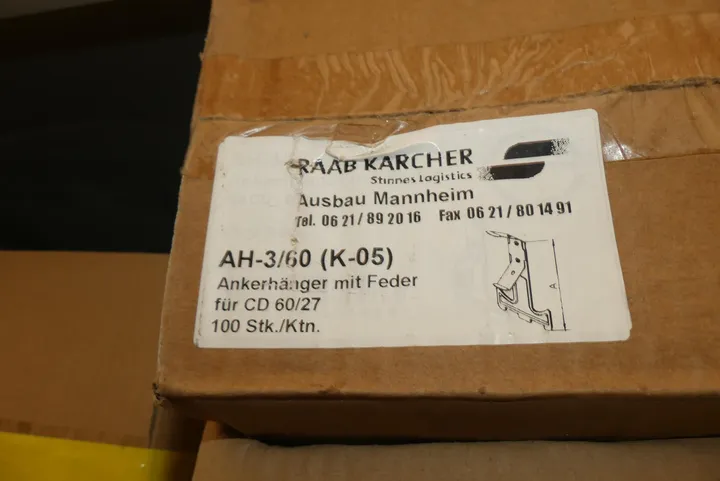 RAAB KARCHER
Stinnes Logistics
Ausbau Mannheim
Tel. 06 21 / 89 20 16 Fax 06 21 / 80 14 91
AH-3/60 (K-05)
Ankerhänger mit Feder
für CD 60/27
100 Stk./Ktn.
A